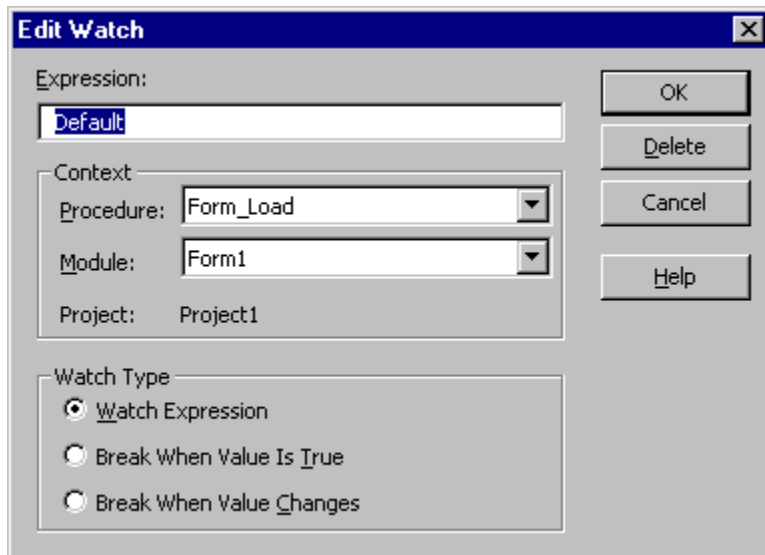 Edit Watch
Expression:
Default
OK
Delete
Cancel
Help
Context
Procedure: Form_Load
Module: Form1
Project: Project1
Watch Type
Watch Expression
Break When Value Is True
Break When Value Changes